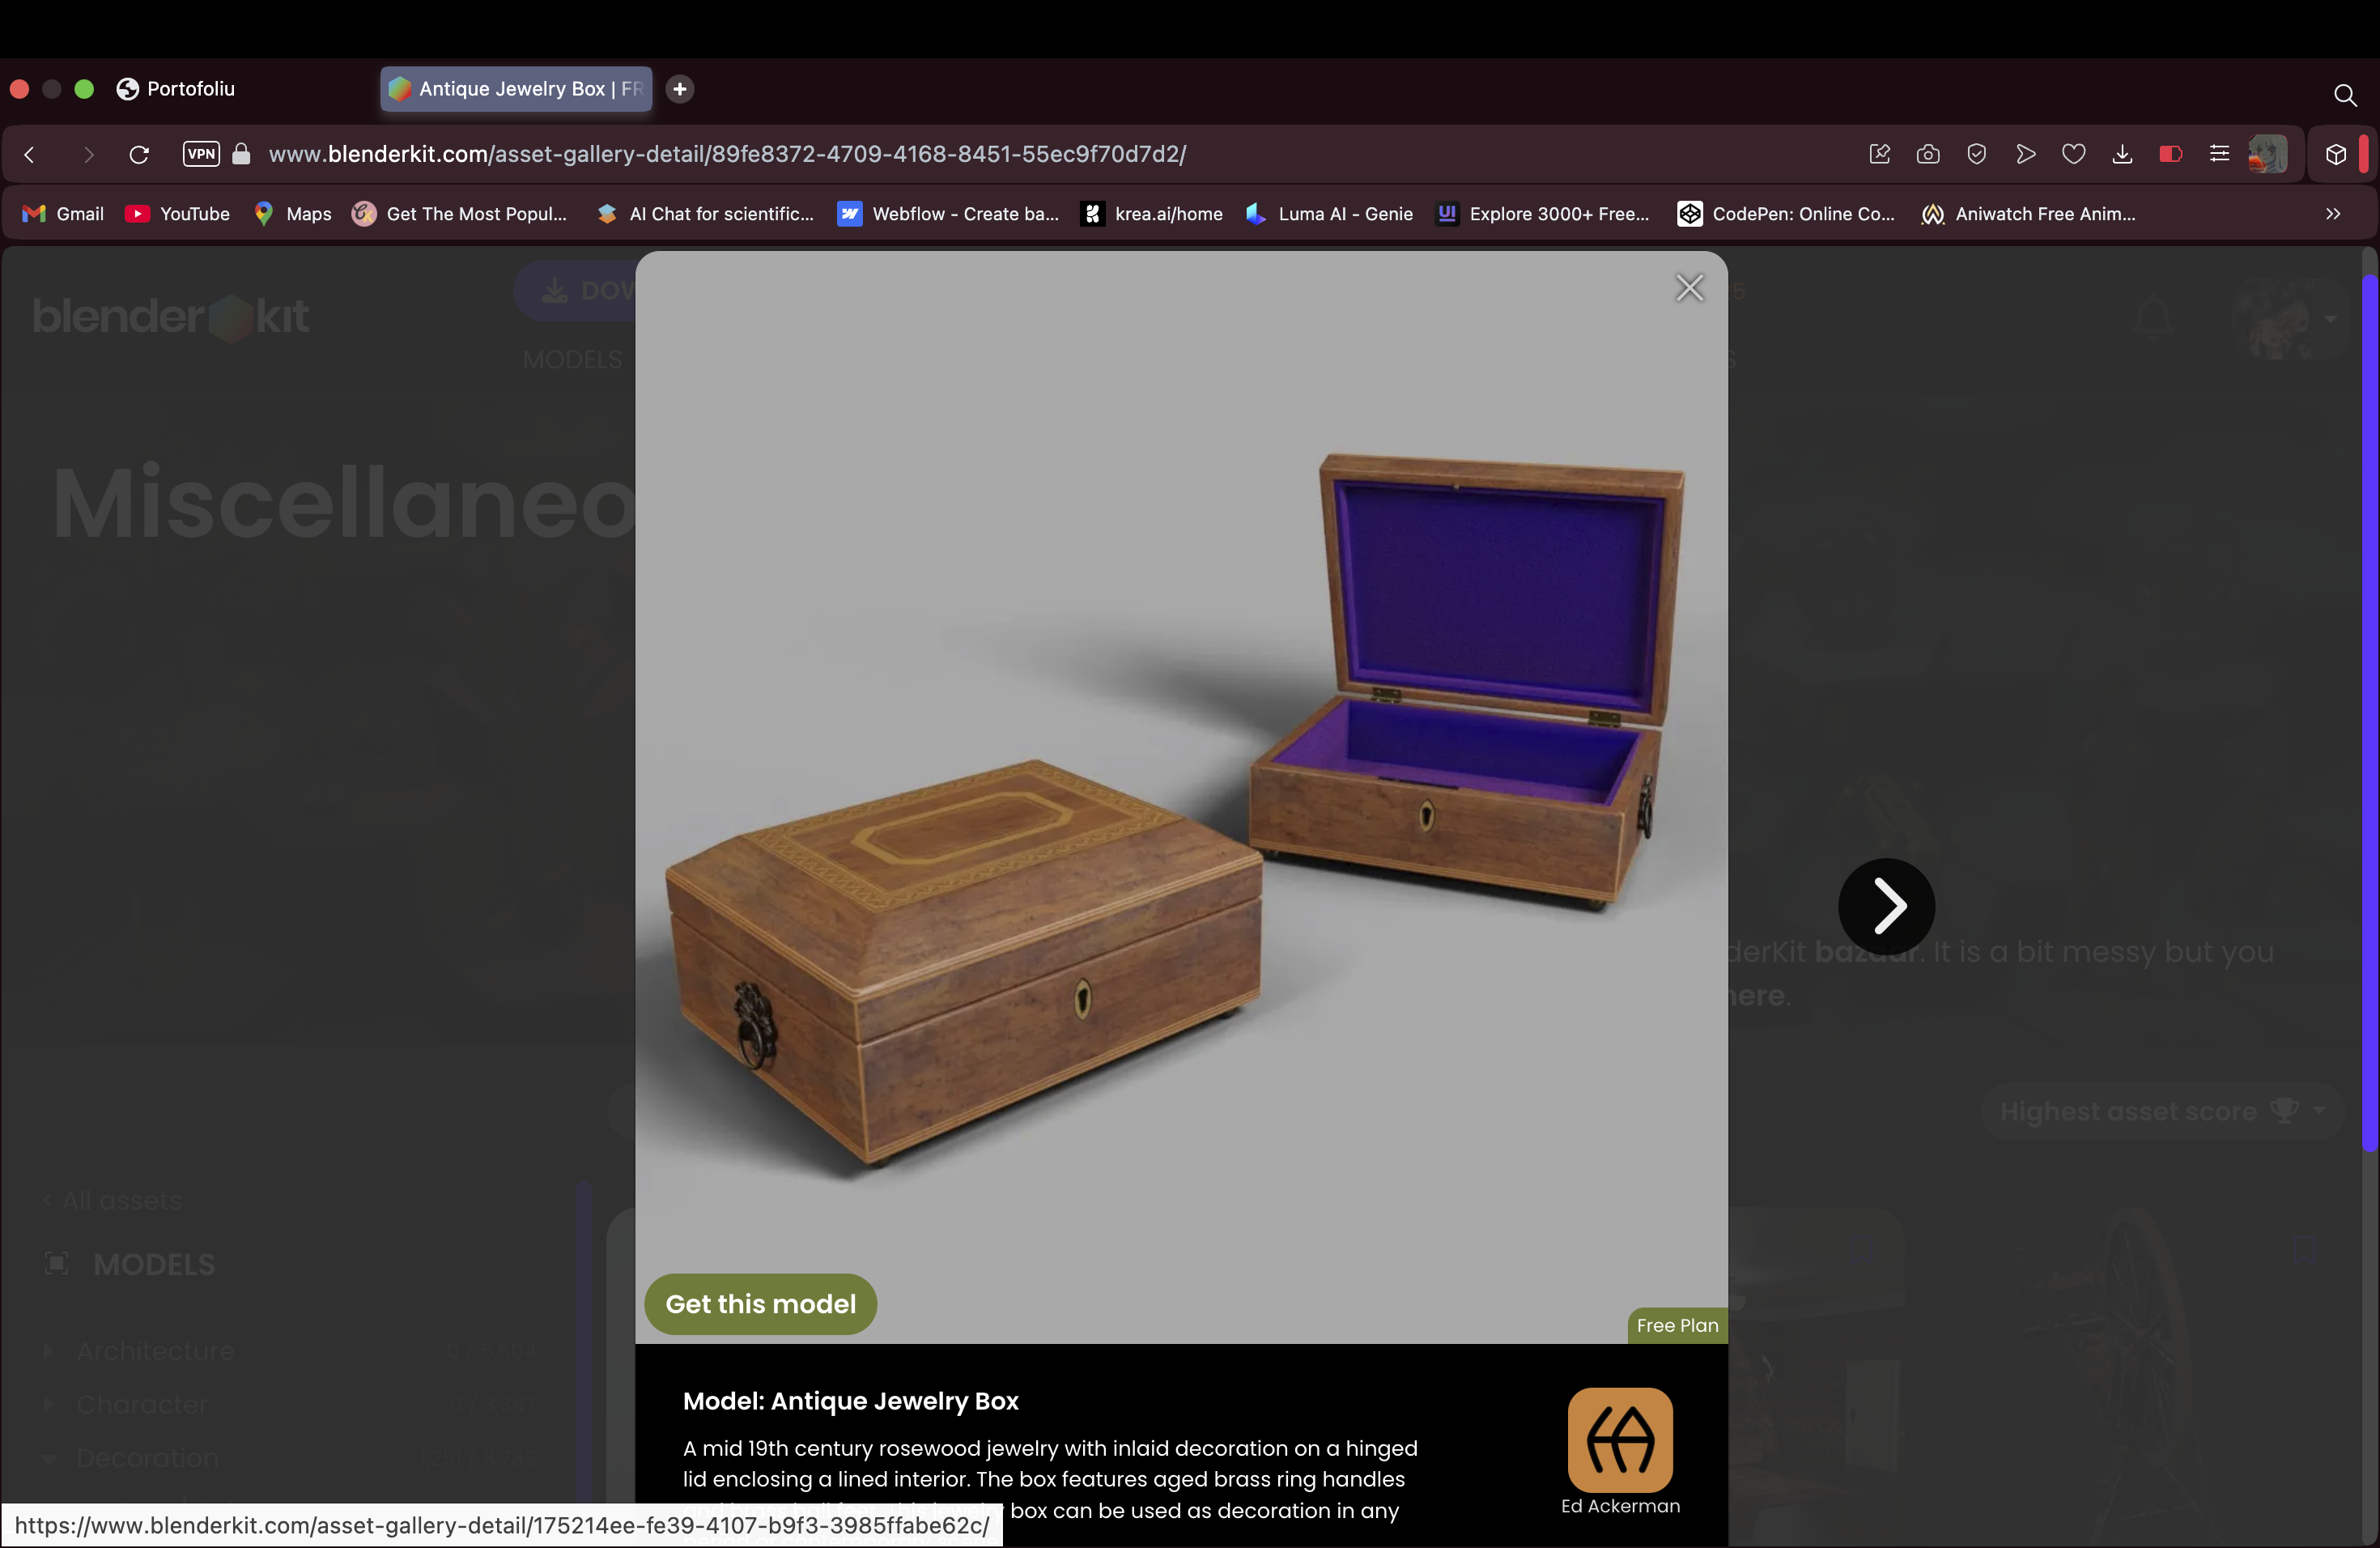 Portofoliu
Antique Jewelry Box | FR
VPN
www.blenderkit.com/asset-gallery-detail/89fe8372-4709-4168-8451-55ec9f70d7d2/
Gmail
YouTube
Maps
Get The Most Popul...
AI Chat for scientific...
Webflow - Create ba...
krea.ai/home
Luma AI - Genie
UI
Explore 3000+ Free...
CodePen: Online Co...
Aniwatch Free Anim...
blenderkit
DOW
MODELS
Miscellaneo
derKit bazaar. It is a bit messy but you
here.
Highest asset score
< All assets
MODELS
Architecture
Character
Decoration
Get this model
Free Plan
Model: Antique Jewelry Box
A mid 19th century rosewood jewelry with inlaid decoration on a hinged
lid enclosing a lined interior. The box features aged brass ring handles
box can be used as decoration in any
Ed Ackerman
https://www.blenderkit.com/asset-gallery-detail/175214ee-fe39-4107-b9f3-3985ffabe62c/